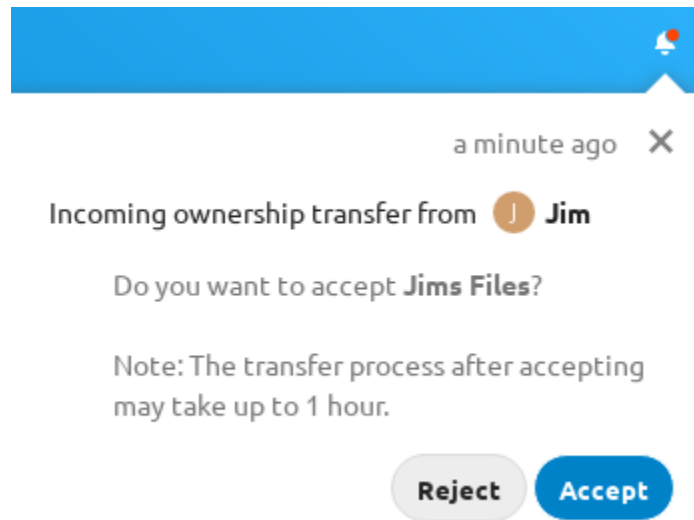 a minute ago
Incoming ownership transfer from J Jim
Do you want to accept Jims Files?
Note: The transfer process after accepting
may take up to 1 hour.
Reject Accept